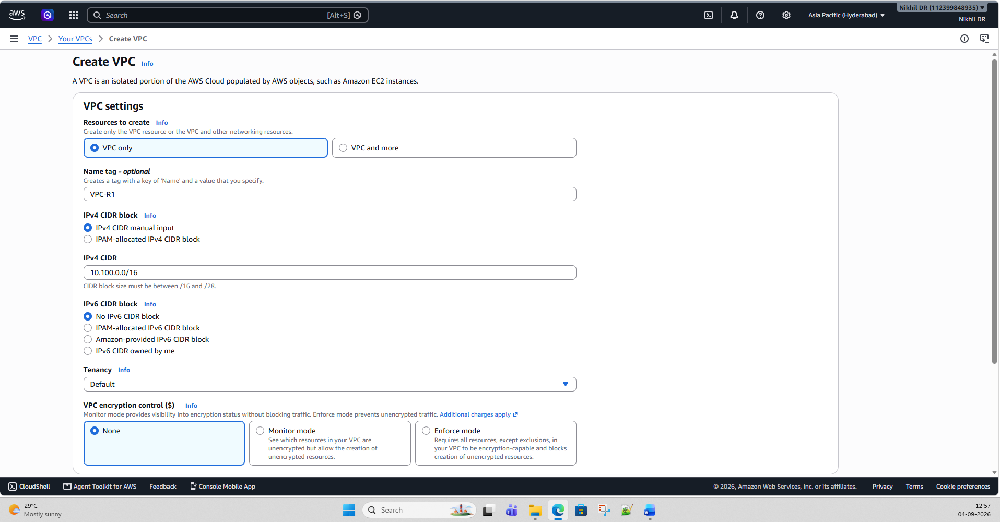 aws
Search
[Alt+S]
Asia Pacific (Hyderabad)
Nikhil DR (112399848935)
Nikhil DR
VPC > Your VPCs > Create VPC
Create VPC Info
A VPC is an isolated portion of the AWS Cloud populated by AWS objects, such as Amazon EC2 instances.
VPC settings
Resources to create Info
Create only the VPC resource or the VPC and other networking resources.
VPC only
VPC and more
Name tag - optional
Creates a tag with a key of 'Name' and a value that you specify.
VPC-R1
IPv4 CIDR block Info
IPv4 CIDR manual input
IPAM-allocated IPv4 CIDR block
IPv4 CIDR
10.100.0.0/16
CIDR block size must be between /16 and /28.
IPv6 CIDR block Info
No IPv6 CIDR block
IPAM-allocated IPv6 CIDR block
Amazon-provided IPv6 CIDR block
IPv6 CIDR owned by me
Tenancy Info
Default
VPC encryption control ($) Info
Monitor mode provides visibility into encryption status without blocking traffic. Enforce mode prevents unencrypted traffic. Additional charges apply
None
Monitor mode
See which resources in your VPC are
unencrypted but allow the creation of
unencrypted resources.
Enforce mode
Requires all resources, except exclusions, in
your VPC to be encryption-capable and blocks
creation of unencrypted resources.
CloudShell
Agent Toolkit for AWS
Feedback
Console Mobile App
© 2026, Amazon Web Services, Inc. or its affiliates.
Privacy
Terms
Cookie preferences
29°C
Mostly sunny
Search
12:57
04-09-2026